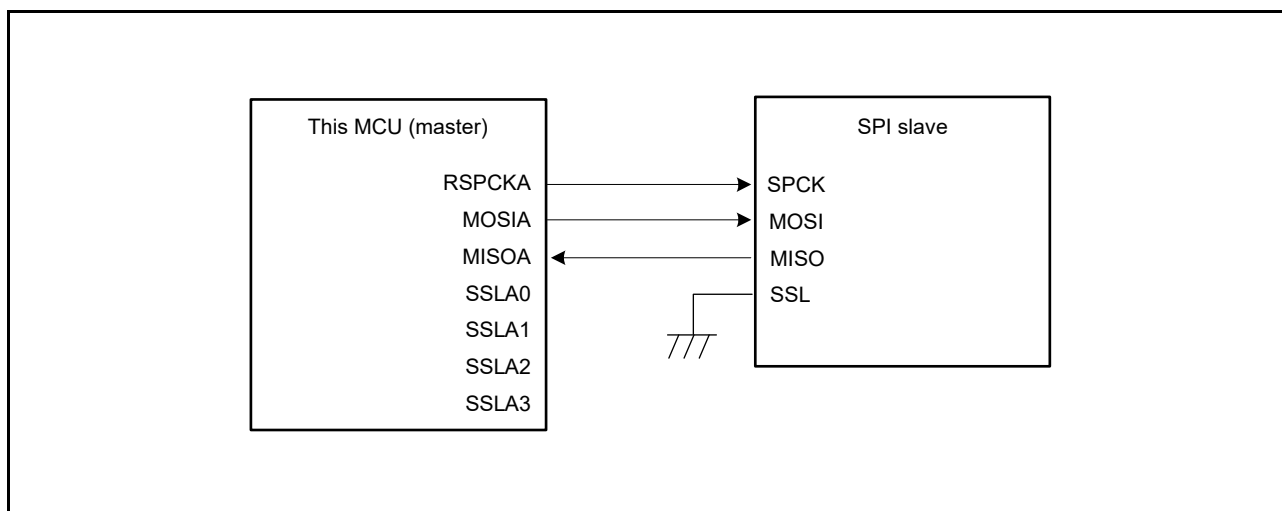 This MCU (master)
RSPCKA
MOSIA
MISOA
SSLA0
SSLA1
SSLA2
SSLA3
SPI slave
SPCK
MOSI
MISO
SSL